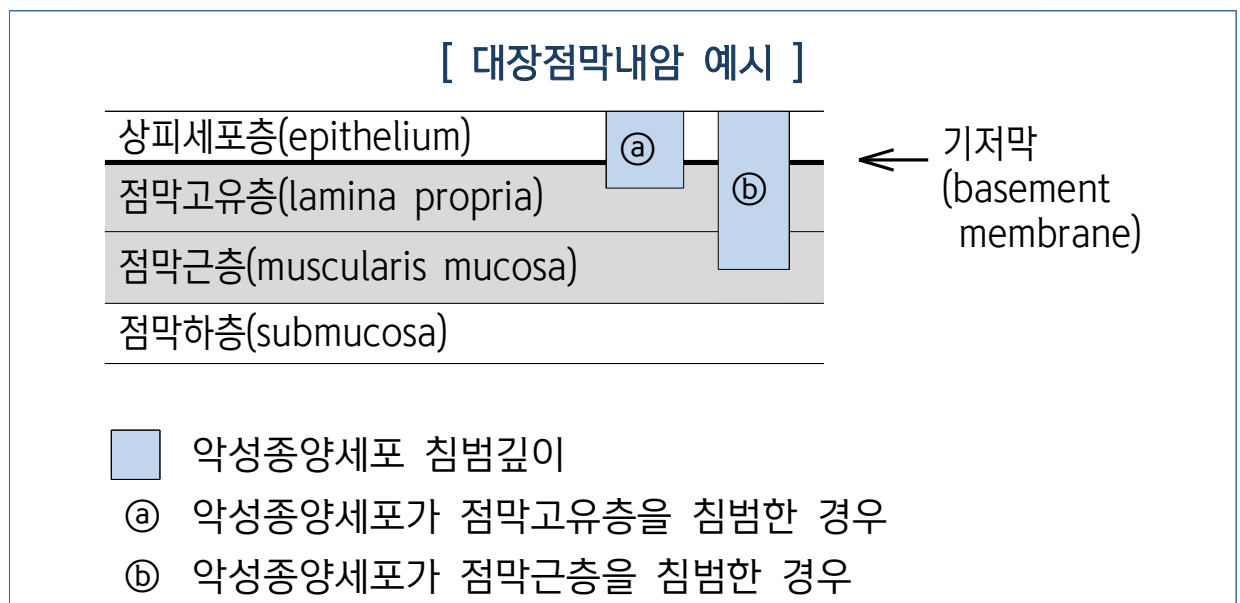 [ 대장점막내암 예시 ]
상피세포층(epithelium)
ⓐ
기저막
(basement
membrane)
점막고유층(lamina propria)
ⓑ
점막근층(muscularis mucosa)
점막하층(submucosa)
악성종양세포 침범깊이
ⓐ 악성종양세포가 점막고유층을 침범한 경우
ⓑ 악성종양세포가 점막근층을 침범한 경우